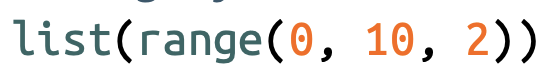 list(range(0, 10, 2))